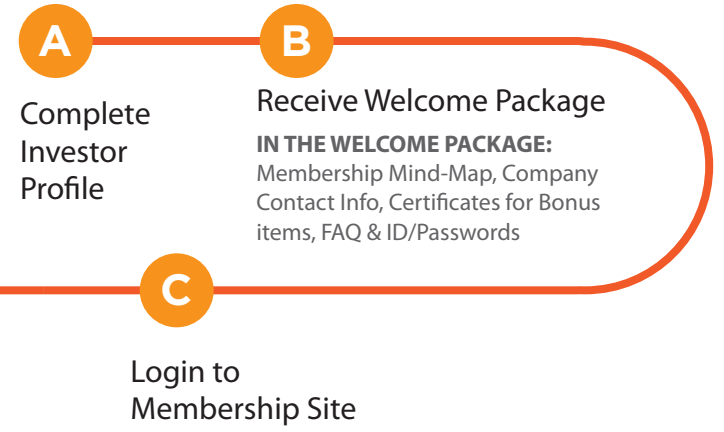 A
B
Complete
Investor
Profile
Receive Welcome Package
IN THE WELCOME PACKAGE:
Membership Mind-Map, Company
Contact Info, Certificates for Bonus
items, FAQ & ID/Passwords
C
Login to
Membership Site